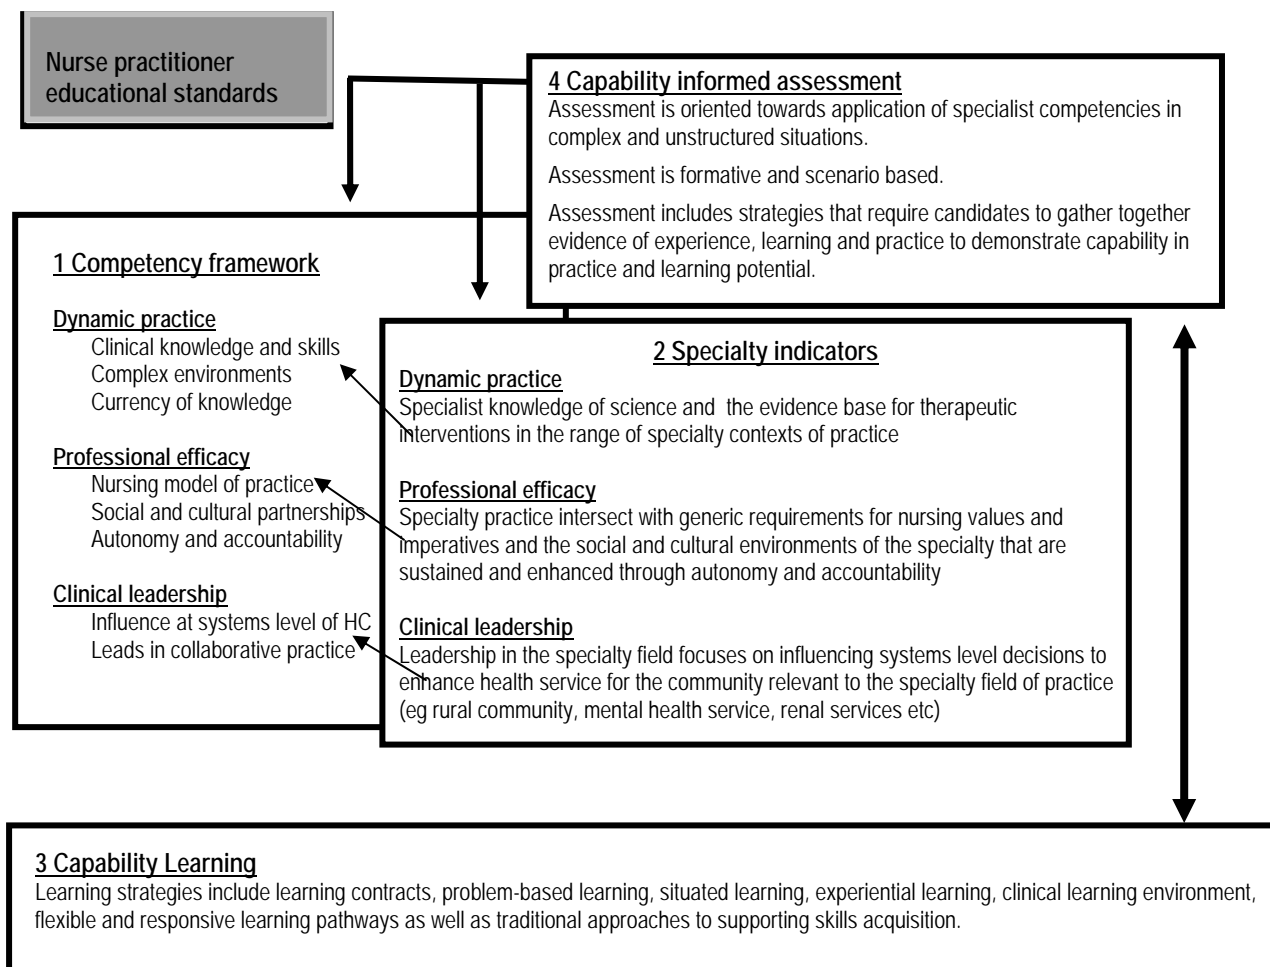 Nurse practitioner
educational standards
4 Capability informed assessment
Assessment is oriented towards application of specialist competencies in
complex and unstructured situations.
Assessment is formative and scenario based.
Assessment includes strategies that require candidates to gather together
evidence of experience, learning and practice to demonstrate capability in
practice and learning potential.
1 Competency framework
Dynamic practice
Clinical knowledge and skills
Complex environments
Currency of knowledge
Professional efficacy
Nursing model of practice
Social and cultural partnerships
Autonomy and accountability
Clinical leadership
Influence at systems level of HC
Leads in collaborative practice
2 Specialty indicators
Dynamic practice
Specialist knowledge of science and the evidence base for therapeutic
interventions in the range of specialty contexts of practice
Professional efficacy
Specialty practice intersect with generic requirements for nursing values and
imperatives and the social and cultural environments of the specialty that are
sustained and enhanced through autonomy and accountability
Clinical leadership
Leadership in the specialty field focuses on influencing systems level decisions to
enhance health service for the community relevant to the specialty field of practice
(eg rural community, mental health service, renal services etc)
3 Capability Learning
Learning strategies include learning contracts, problem-based learning, situated learning, experiential learning, clinical learning environment,
flexible and responsive learning pathways as well as traditional approaches to supporting skills acquisition.